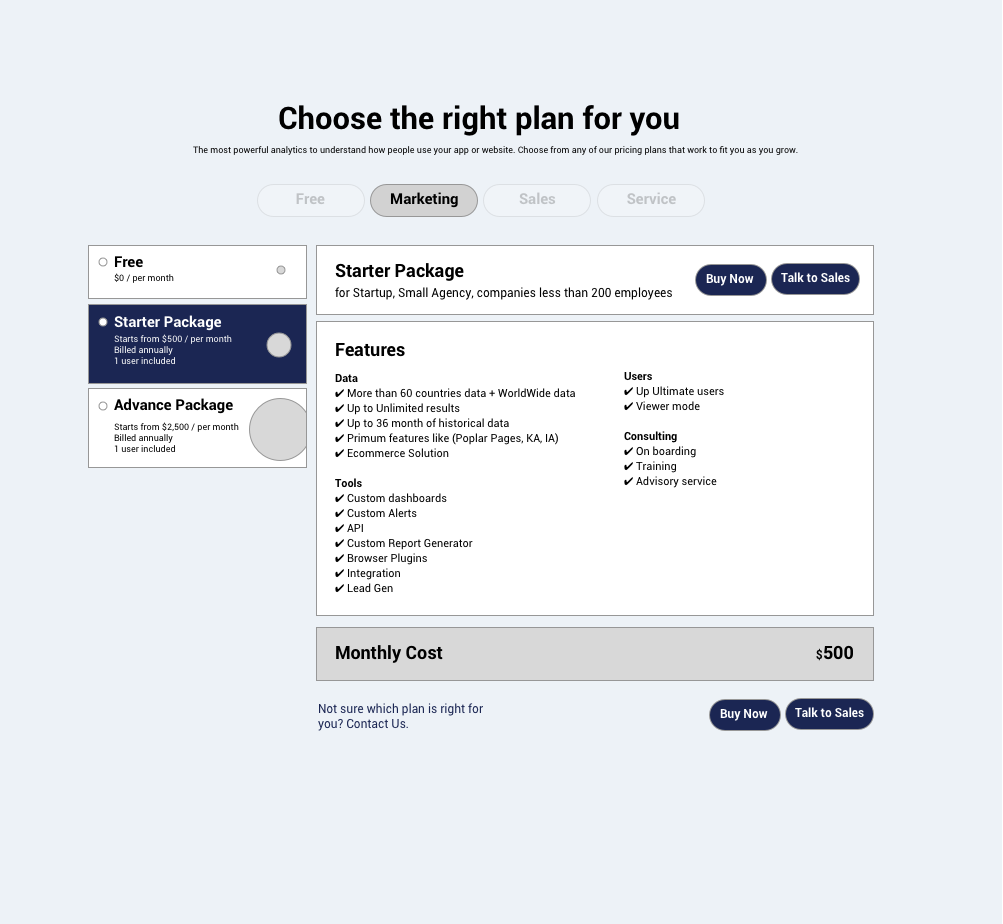 Choose the right plan for you
The most powerful analytics to understand how people use your app or website. Choose from any of our pricing plans that work to fit you as you grow.
Free
Marketing
Sales
Service
Free
$0 / per month
Starter Package
Starts from $500 / per month
Billed annually
1 user included
Advance Package
Starts from $2,500 / per month
Billed annually
1 user included
Starter Package
for Startup, Small Agency, companies less than 200 employees
Buy Now
Talk to Sales
Features
Data
✔ More than 60 countries data + WorldWide data
✔ Up to Unlimited results
✔ Up to 36 month of historical data
✔ Primum features like (Poplar Pages, KA, IA)
✔ Ecommerce Solution
Tools
✔ Custom dashboards
✔ Custom Alerts
✔ API
✔ Custom Report Generator
✔ Browser Plugins
✔ Integration
✔ Lead Gen
Users
✔ Up Ultimate users
✔ Viewer mode
Consulting
✔ On boarding
✔ Training
✔ Advisory service
Monthly Cost
$500
Not sure which plan is right for
you? Contact Us.
Buy Now
Talk to Sales